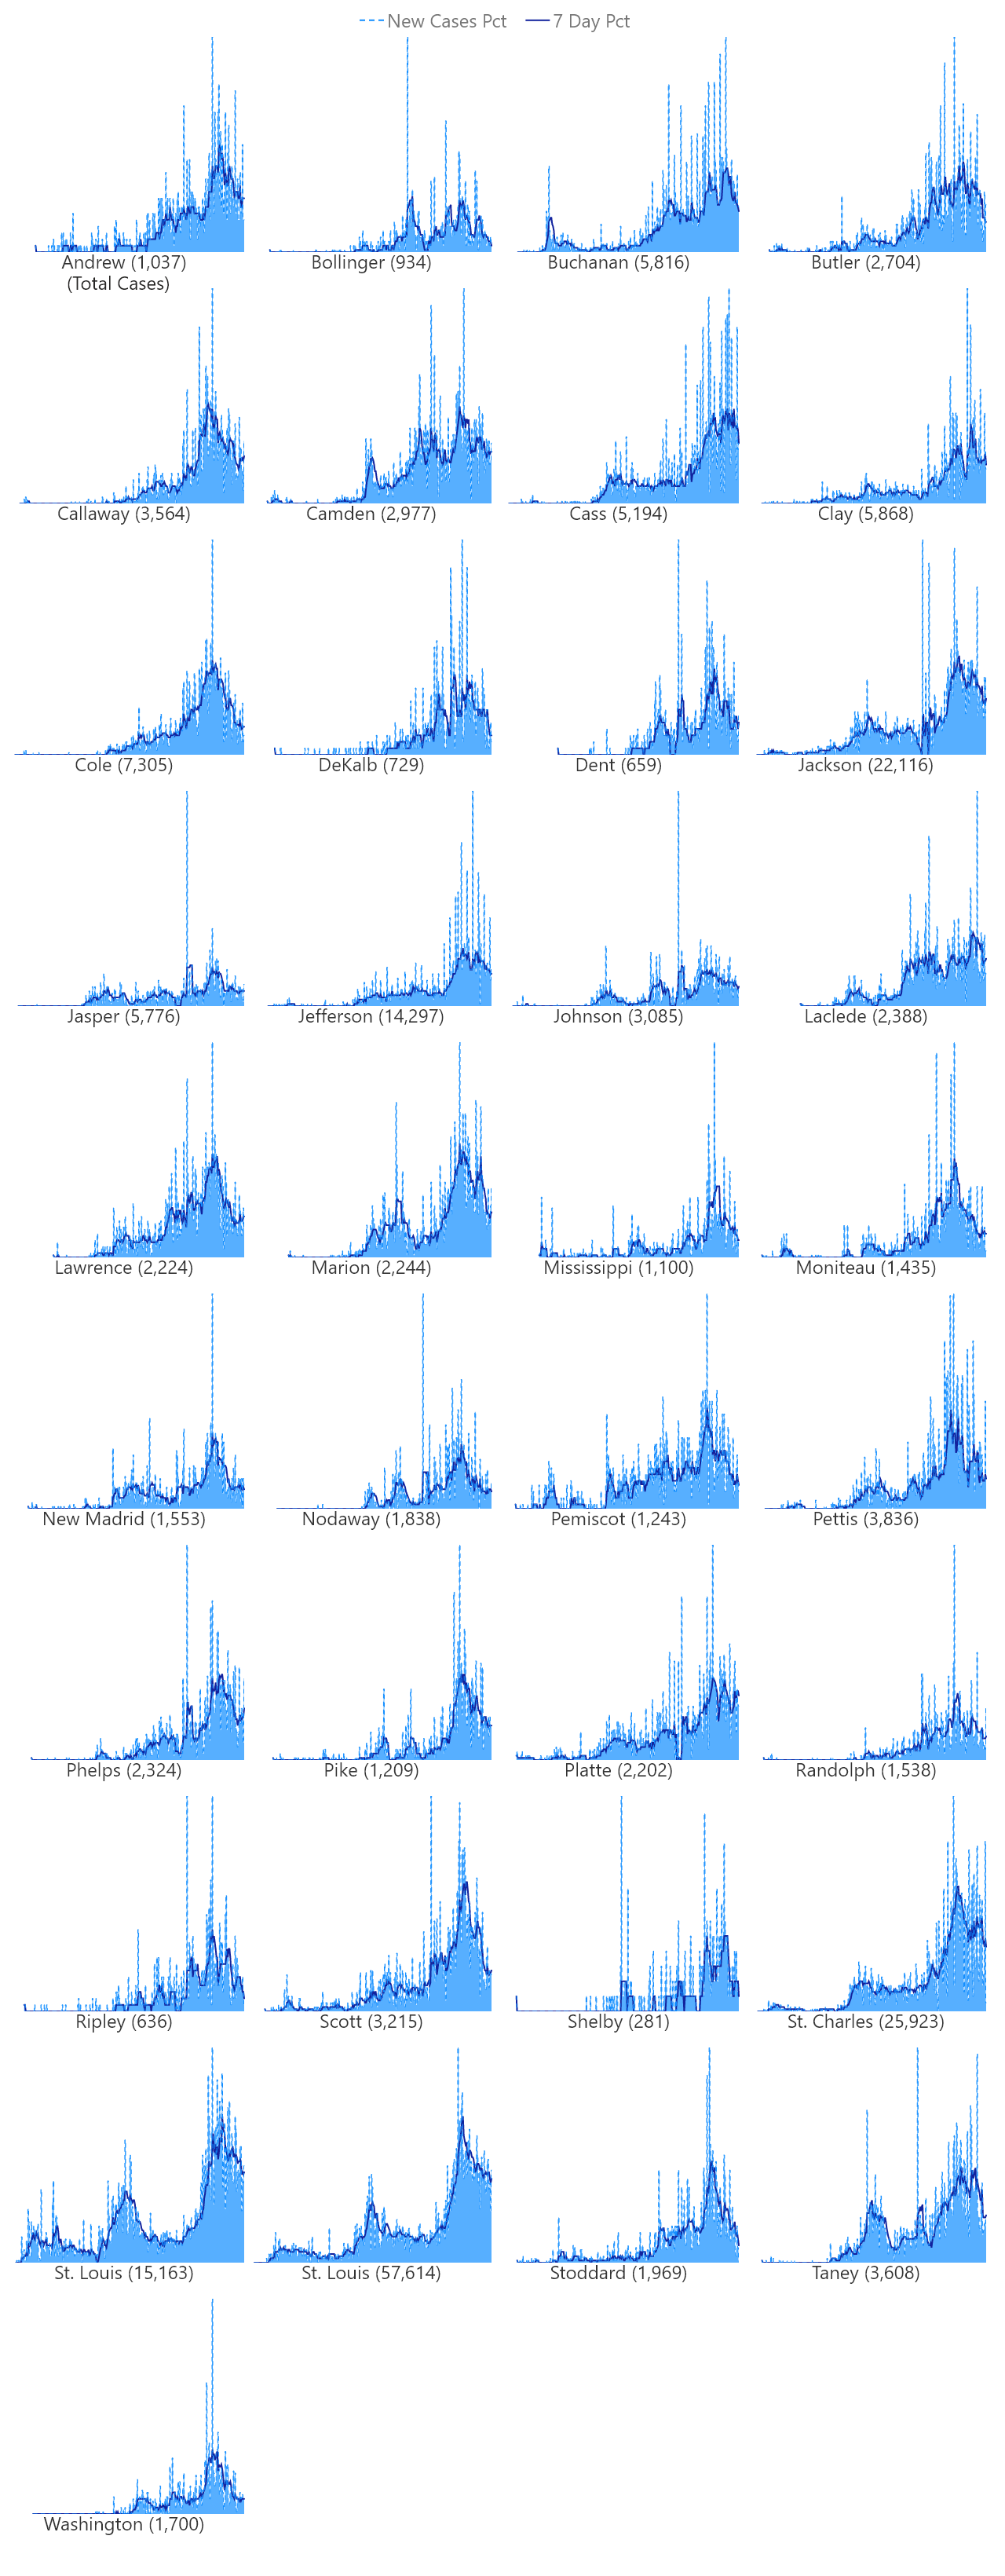 New Cases Pct 7 Day Pct
Andrew (1,037) Bollinger (934) Buchanan (5,816) Butler (2,704)
(Total Cases)
Callaway (3,564) Camden (2,977) Cass (5,194) Clay (5,868)
Cole (7,305) DeKalb (729) Dent (659) Jackson (22,116)
Jasper (5,776) Jefferson (14,297) Johnson (3,085) Laclede (2,388)
Lawrence (2,224) Marion (2,244) Mississippi (1,100) Moniteau (1,435)
New Madrid (1,553) Nodaway (1,838) Pemiscot (1,243) Pettis (3,836)
Phelps (2,324) Pike (1,209) Platte (2,202) Randolph (1,538)
Ripley (636) Scott (3,215) Shelby (281) St. Charles (25,923)
St. Louis (15,163) St. Louis (57,614) Stoddard (1,969) Taney (3,608)
Washington (1,700)